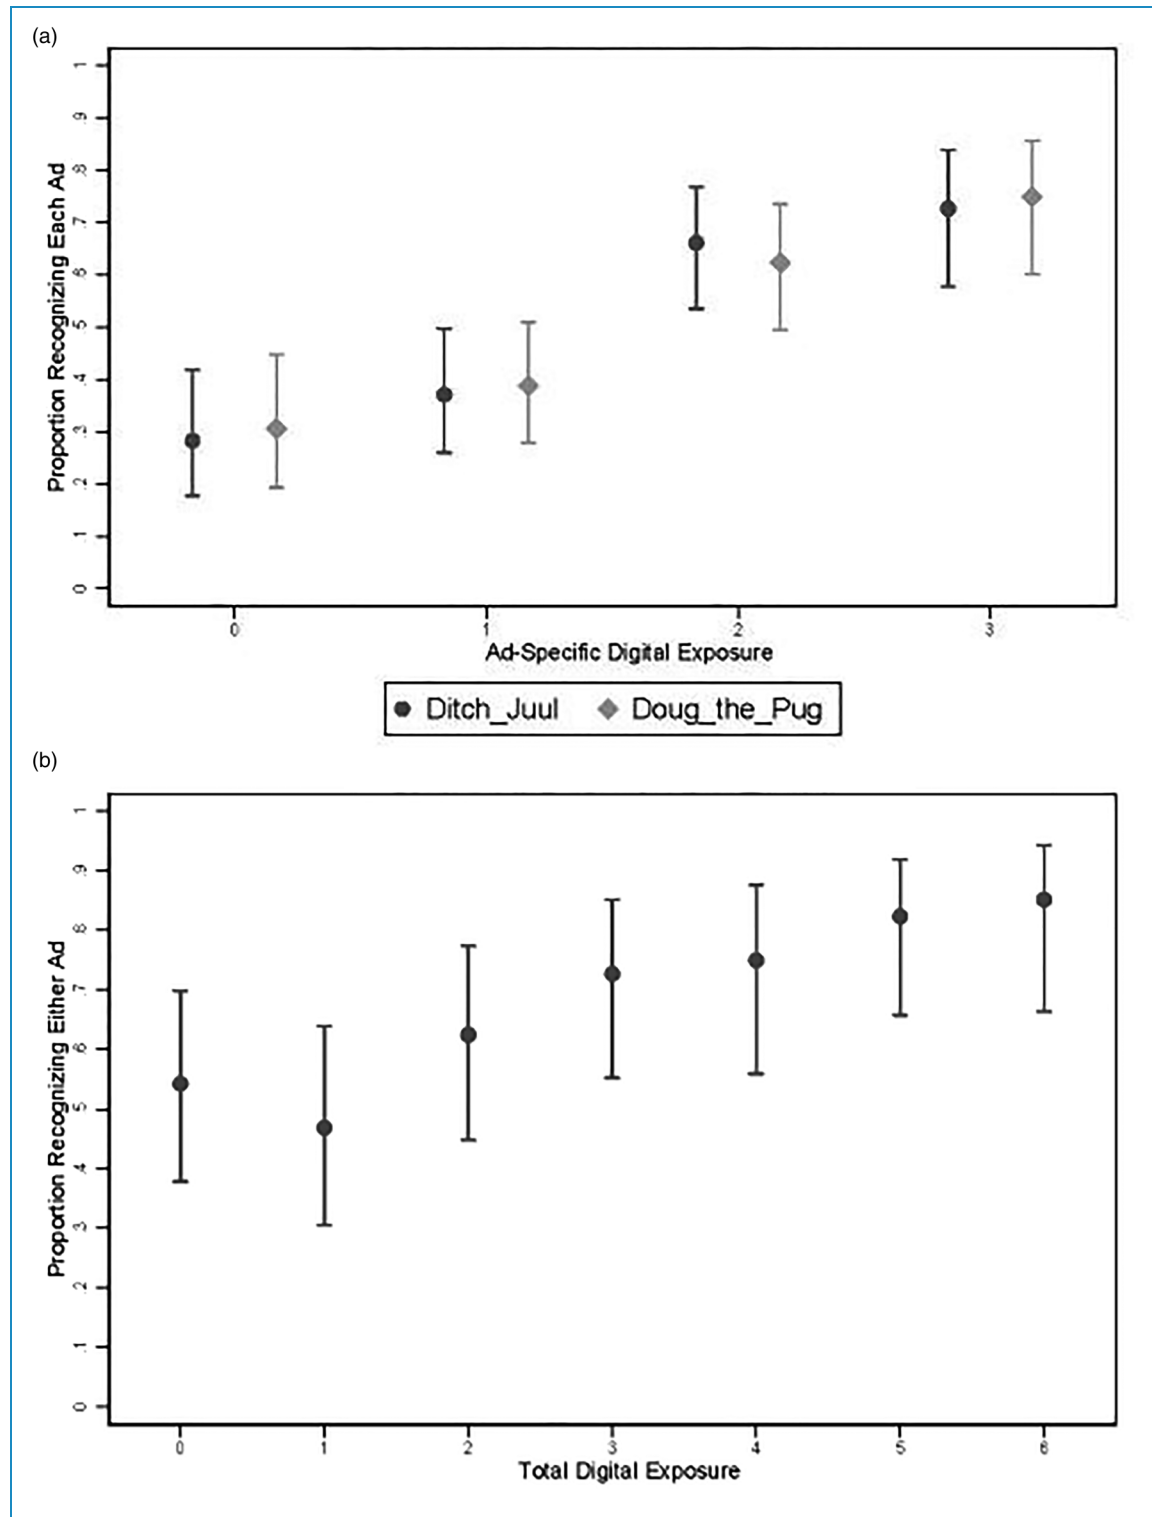 (a)
Proportion Recognizing Each Ad
1
.9
.8
.7
.6
.5
.4
.3
.2
.1
0
0 1 2 3
Ad-Specific Digital Exposure
Ditch_Juul Doug_the_Pug
(b)
Proportion Recognizing Either Ad
1
.9
.8
.7
.6
.5
.4
.3
.2
.1
0
0 1 2 3 4 5 6
Total Digital Exposure